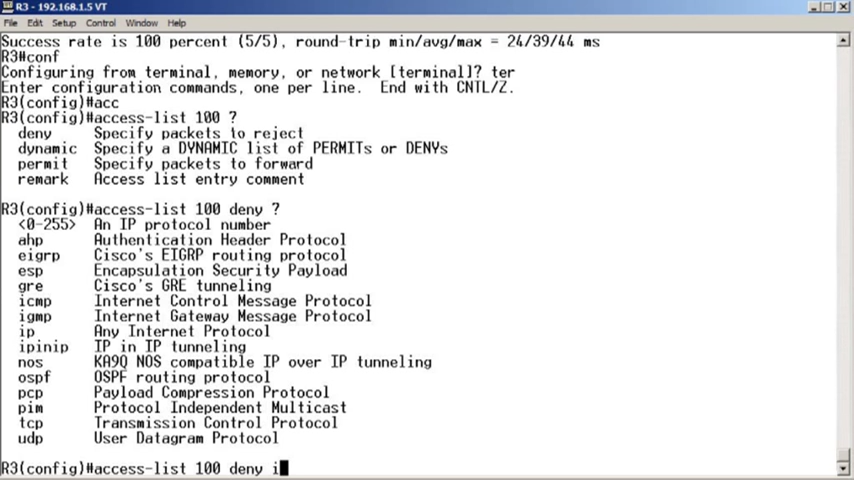 R3 - 192.168.1.5 VT
File Edit Setup Control Window Help
Success rate is 100 percent (5/5), round-trip min/avg/max = 24/39/44 ms
R3#conf
Configuring from terminal, memory, or network [terminal]? ter
Enter configuration commands, one per line.  End with CNTL/Z.
R3(config)#acc
R3(config)#access-list 100 ?
  deny     Specify packets to reject
  dynamic  Specify a DYNAMIC list of PERMITs or DENYs
  permit   Specify packets to forward
  remark   Access list entry comment
R3(config)#access-list 100 deny ?
  <0-255>  An IP protocol number
  ahp      Authentication Header Protocol
  eigrp    Cisco's EIGRP routing protocol
  esp      Encapsulation Security Payload
  gre      Cisco's GRE tunneling
  icmp     Internet Control Message Protocol
  igmp     Internet Gateway Message Protocol
  ip       Any Internet Protocol
  ipinip   IP in IP tunneling
  nos      KA9Q NOS compatible IP over IP tunneling
  ospf     OSPF routing protocol
  pcp      Payload Compression Protocol
  pim      Protocol Independent Multicast
  tcp      Transmission Control Protocol
  udp      User Datagram Protocol
R3(config)#access-list 100 deny i